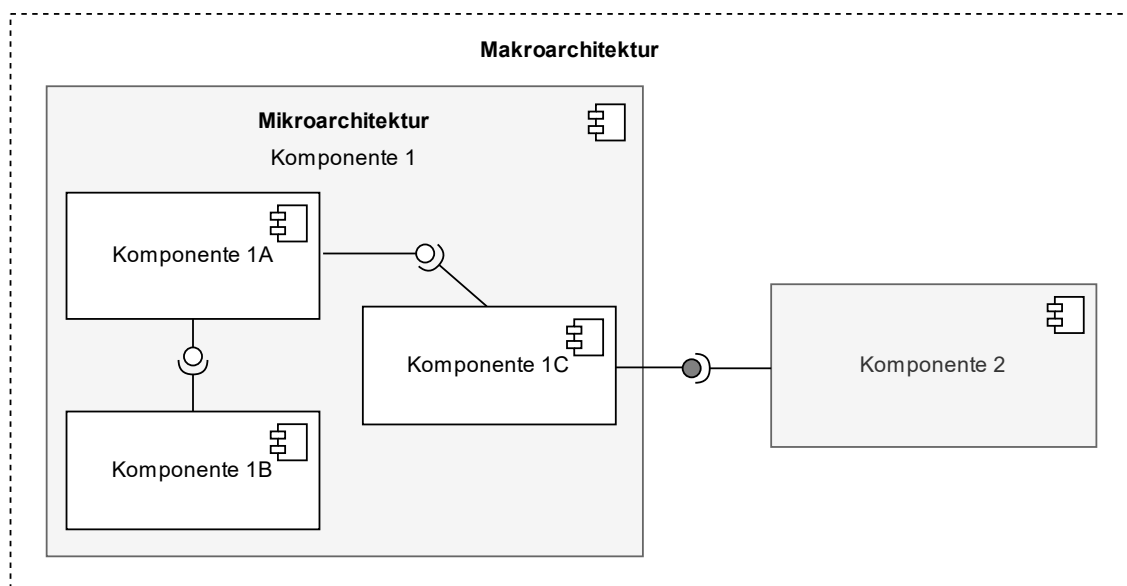 Makroarchitektur
Mikroarchitektur
Komponente 1
Komponente 1A
Komponente 1C
Komponente 2
Komponente 1B